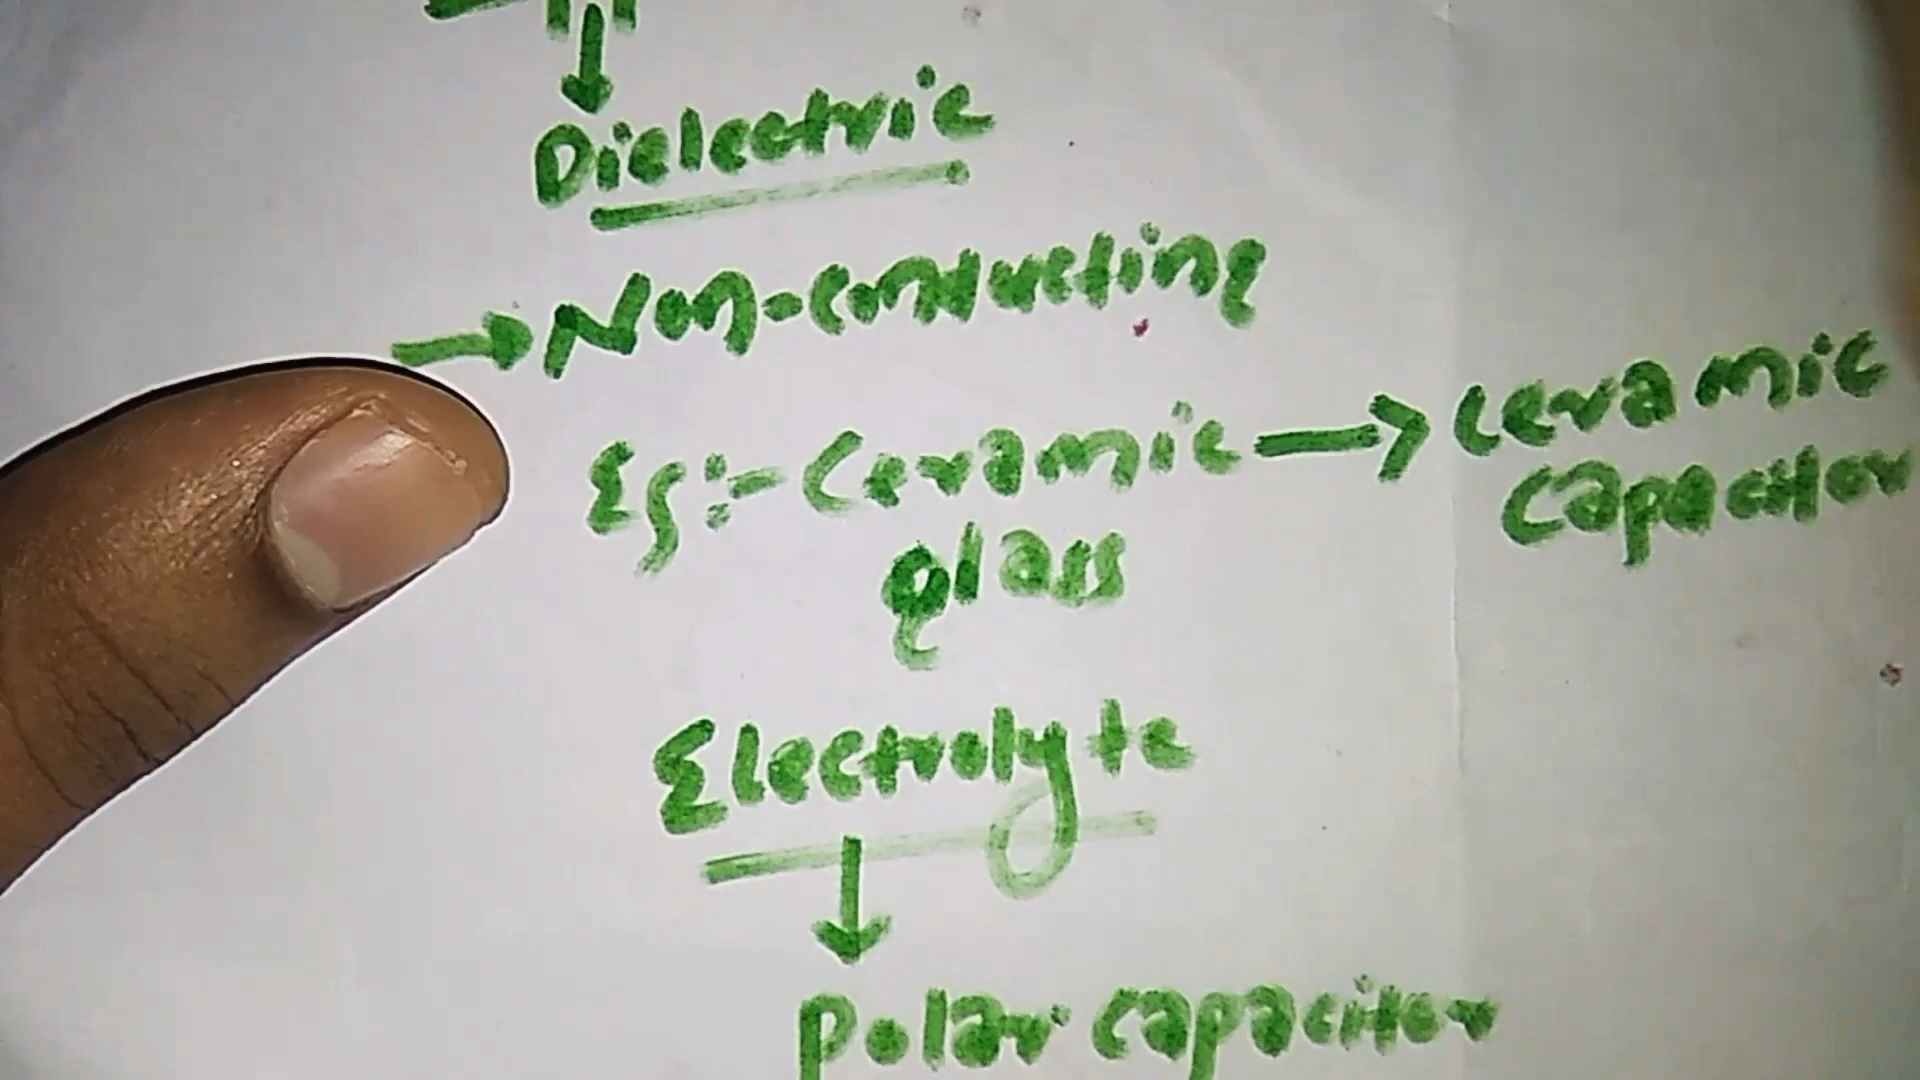 Dielectric
→ Non-conducting
Eg:- Ceramic → ceramic
glass capacitor
Electrolyte
Polar capacitor